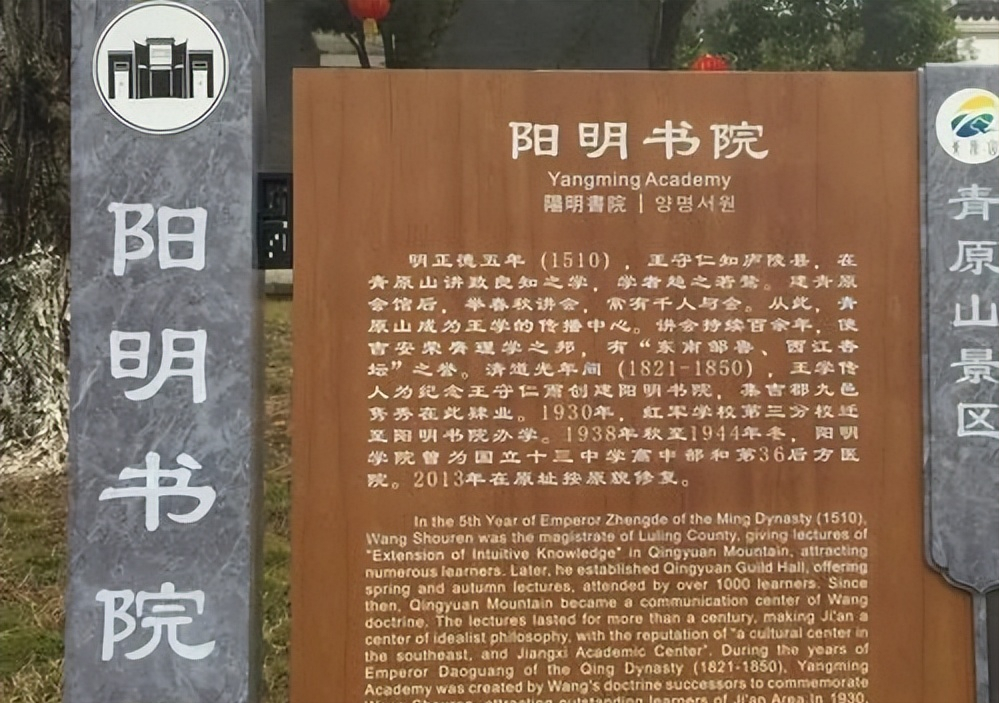 阳明书院
阳明书院
Yangming Academy
陽明書院 | 양명서원
明正德五年 (1510) ，王守仁知庐陵县，在
青原山讲致良知之学，学者趋之若鹜。建青原
会馆后，举春秋讲会，常有千人与会。从此，青
原山成为王学的传播中心。讲会持续百余年，使
吉安荣膺理学之邦，有“东南邹鲁、西江杏
坛”之誉。清道光年间 (1821-1850) ，王学传
人为纪念王守仁而创建阳明书院，集吉郡九邑
隽秀在此肄业。1930年，红军学校第三分校迁
至阳明书院办学。1938年秋至1944年冬，阳明
学院曾为国立十三中学高中部和第36后方医
院。2013年在原址按原貌修复。
In the 5th Year of Emperor Zhengde of the Ming Dynasty (1510),
Wang Shouren was the magistrate of Luling County, giving lectures of
"Extension of Intuitive Knowledge" in Qingyuan Mountain, attracting
numerous learners. Later, he established Qingyuan Guild Hall, offering
spring and autumn lectures, attended by over 1000 learners. Since
then, Qingyuan Mountain became a communication center of Wang
doctrine. The lectures lasted for more than a century, making Ji'an a
center of idealist philosophy, with the reputation of "a cultural center in
the southeast, and Jiangxi Academic Center". During the years of
Emperor Daoguang of the Qing Dynasty (1821-1850), Yangming
Academy was created by Wang's doctrine successors to commemorate
Wang Shouren, attracting outstanding learners of Ji'an Area.In 1930,
青原山景区